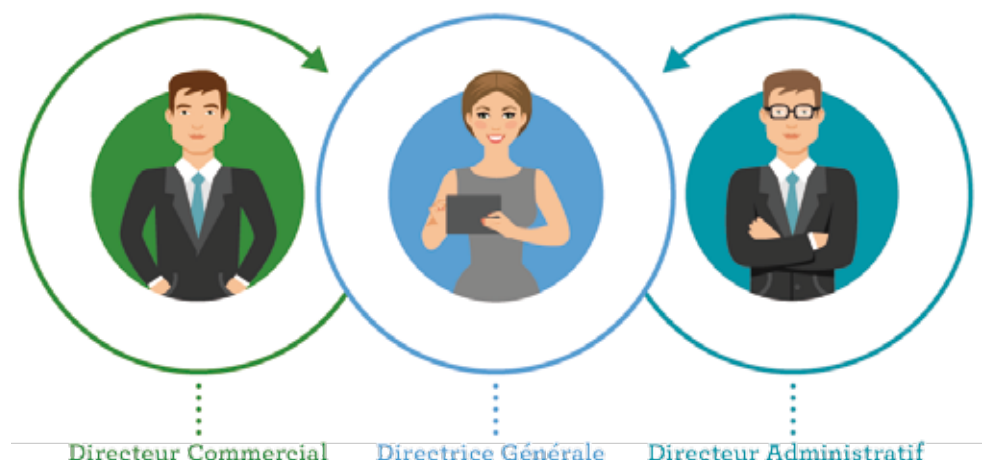 Directeur Commercial
Directrice Générale
Directeur Administratif